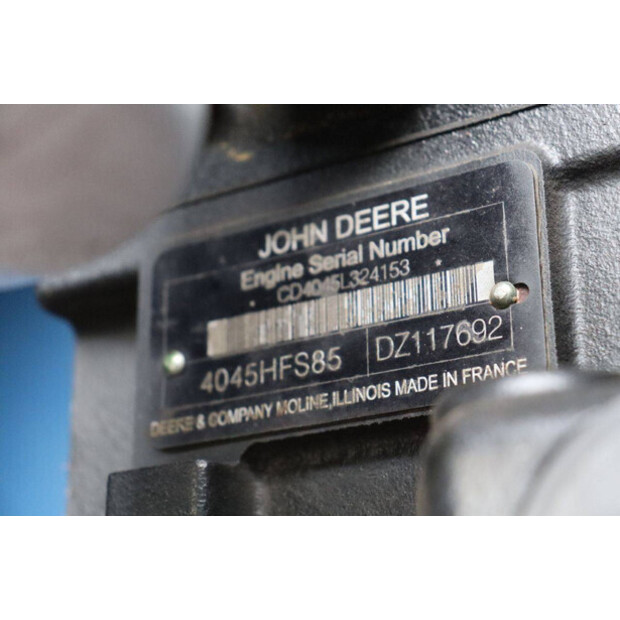 JOHN DEERE
Engine Serial Number
*CD4045L324153*
4045HFS85 DZ117692
DEERE & COMPANY MOLINE,ILLINOIS MADE IN FRANCE